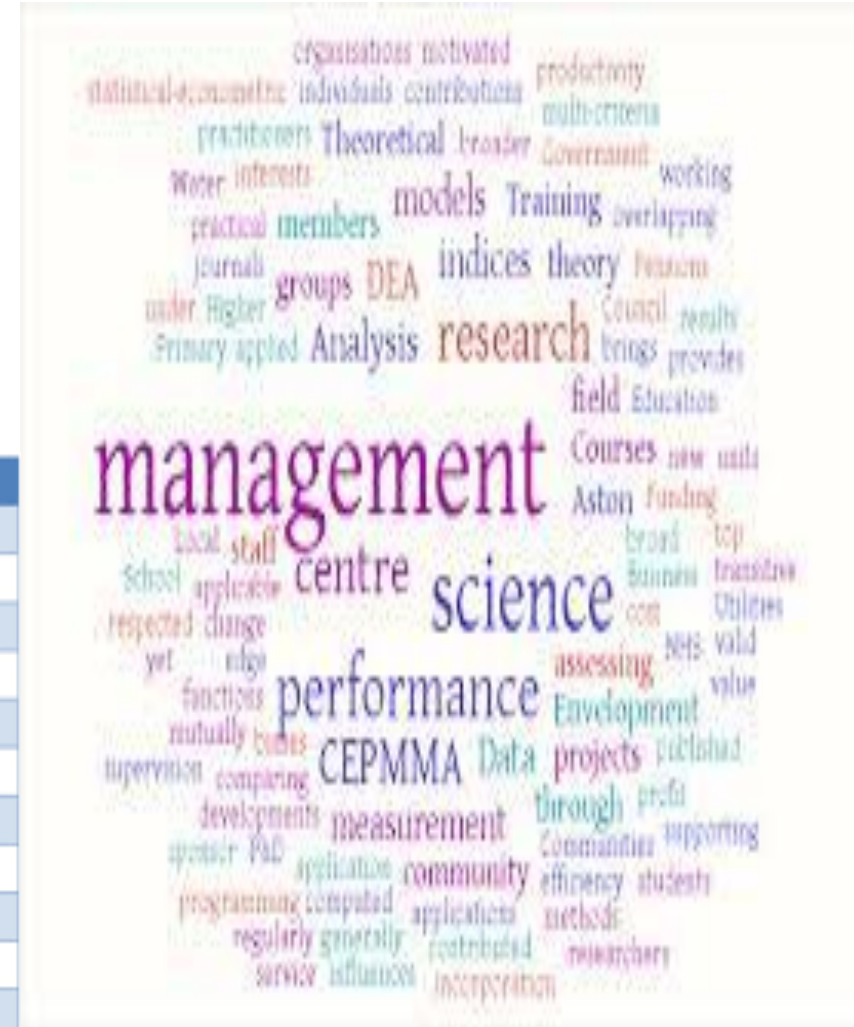 organisations motivated
statistical-econometric individuals contributions productivity
multi-criteria
practitioners Theoretical broader Government
Water interests working
models Training overlapping
practical members
journals groups DEA indices theory Pensions
under Higher Council results
Primary applied Analysis research brings provides
field Education
management Courses new units
Aston Funding
Local staff broad top
School applicable centre science Business transitive
respected change cost Utilities
yet edge assessing NHS valid
functions performance Envelopment value
mutually
supervision comparing CEPMMA Data projects published
developments measurement through profit
Communities supporting
sponsor PhD
application community efficiency students
programming computed applications methods
regularly generally contributed researchers
service influences incorporation